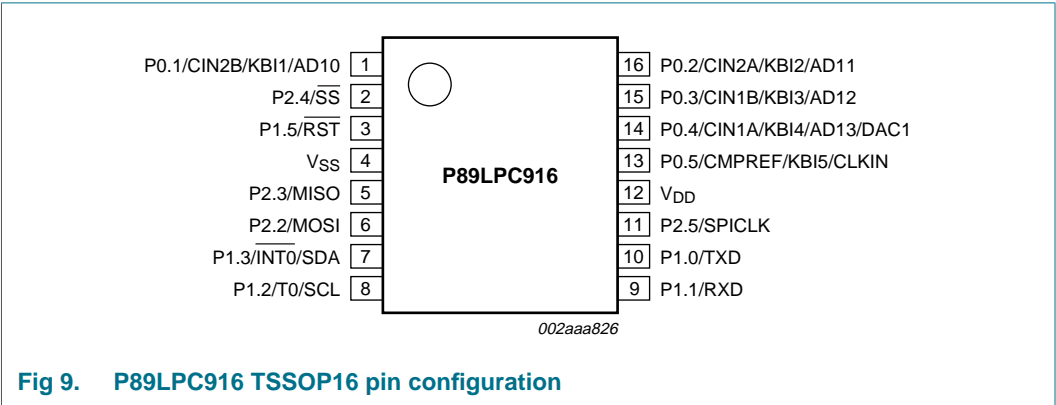 P0.1/CIN2B/KBI1/AD10 1
P2.4/S̅S̅ 2
P1.5/R̅S̅T̅ 3
VSS 4
P2.3/MISO 5
P2.2/MOSI 6
P1.3/I̅N̅T̅0̅/SDA 7
P1.2/T0/SCL 8
P89LPC916
16 P0.2/CIN2A/KBI2/AD11
15 P0.3/CIN1B/KBI3/AD12
14 P0.4/CIN1A/KBI4/AD13/DAC1
13 P0.5/CMPREF/KBI5/CLKIN
12 VDD
11 P2.5/SPICLK
10 P1.0/TXD
9 P1.1/RXD
002aaa826
Fig 9. P89LPC916 TSSOP16 pin configuration